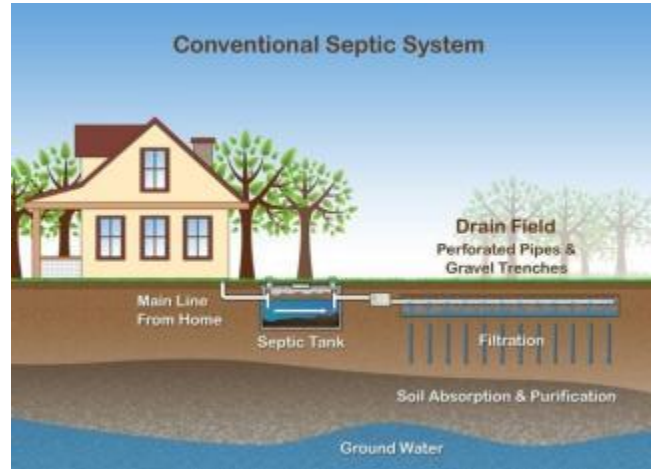 Conventional Septic System
Drain Field
Perforated Pipes &
Gravel Trenches
Main Line
From Home
Septic Tank
Filtration
Soil Absorption & Purification
Ground Water